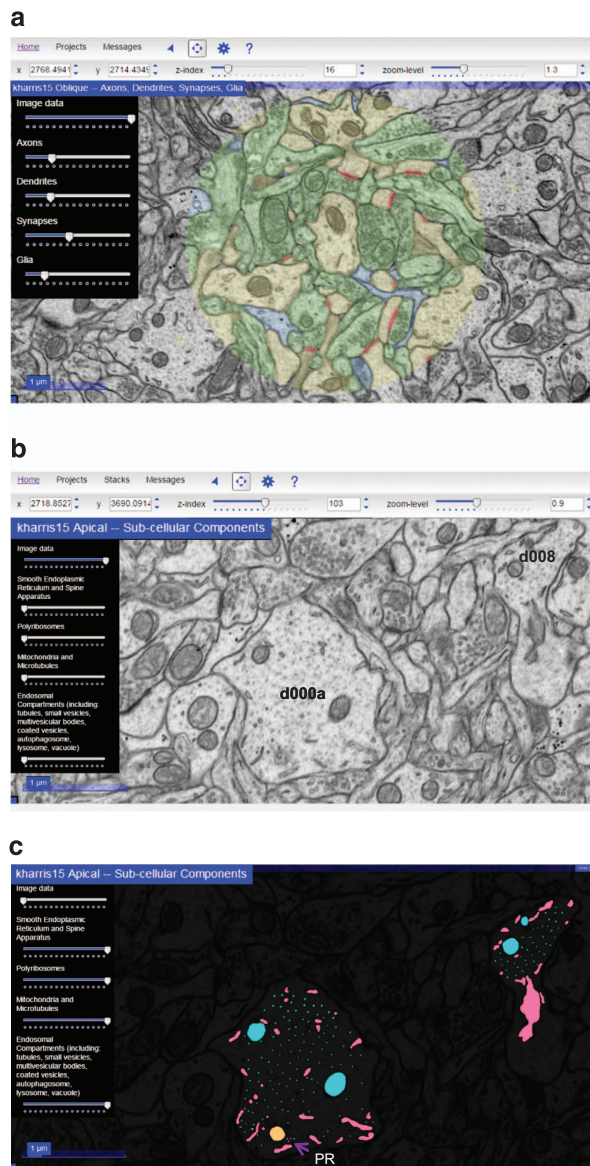 a
Home Projects Messages ?
x 2768.4941 y 2714.4349 z-index 16 zoom-level 1.3
kharris15 Oblique -- Axons, Dendrites, Synapses, Glia
Image data
Axons
Dendrites
Synapses
Glia
1 µm
b
Home Projects Stacks Messages ?
x 2718.8527 y 3690.0914 z-index 103 zoom-level 0.9
kharris15 Apical -- Sub-cellular Components
Image data
Smooth Endoplasmic
Reticulum and Spine
Apparatus
Polyribosomes
Mitochondria and
Microtubules
Endosomal
Compartments (including:
tubules, small vesicles,
multivesicular bodies,
coated vesicles,
autophagosome,
lysosome, vacuole)
d008
d000a
1 µm
c
kharris15 Apical -- Sub-cellular Components
Image data
Smooth Endoplasmic
Reticulum and Spine
Apparatus
Polyribosomes
Mitochondria and
Microtubules
Endosomal
Compartments (including:
tubules, small vesicles,
multivesicular bodies,
coated vesicles,
autophagosome,
lysosome, vacuole)
1 µm
PR